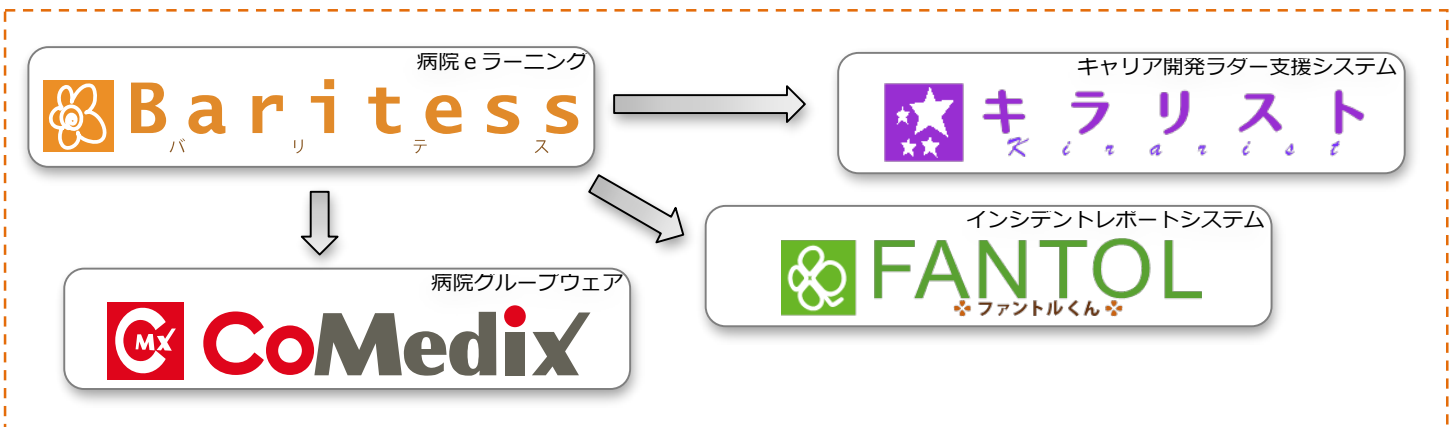 病院eラーニング
Baritess
バリテス
キャリア開発ラダー支援システム
キラリスト
Kirarist
インシデントレポートシステム
FANTOL
ファントルくん
病院グループウェア
CMX CoMedix